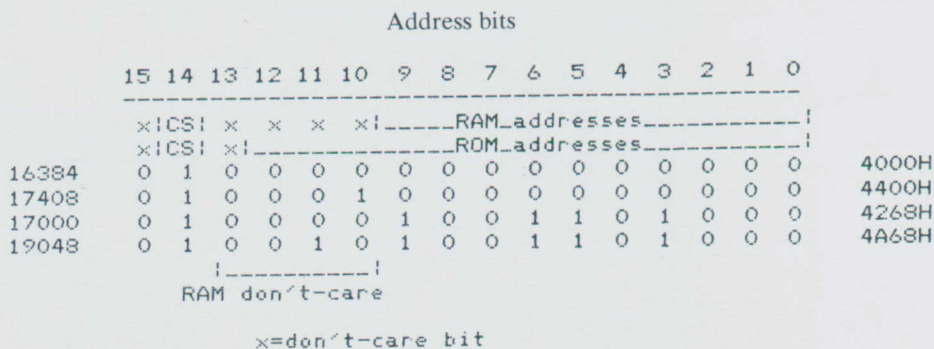 Address bits
15 14 13 12 11 10 9 8 7 6 5 4 3 2 1 0
------------------------------------------------
x¦CS¦ x x x x¦_____RAM_addresses__________¦
x¦CS¦ x¦______________ROM_addresses__________¦
16384 0 1 0 0 0 0 0 0 0 0 0 0 0 0 0 0 4000H
17408 0 1 0 0 0 1 0 0 0 0 0 0 0 0 0 0 4400H
17000 0 1 0 0 0 0 1 0 0 1 1 0 1 0 0 0 4268H
19048 0 1 0 0 1 0 1 0 0 1 1 0 1 0 0 0 4A68H
¦__________¦
RAM don't-care
x=don't-care bit